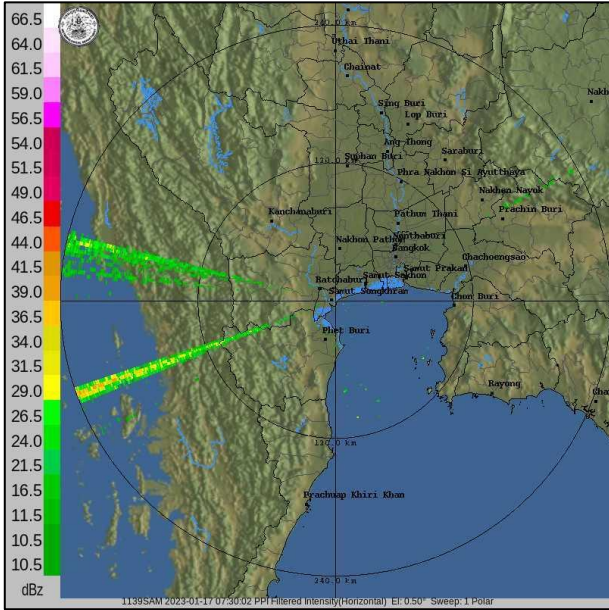 66.5
64.0
61.5
59.0
56.5
54.0
51.5
49.0
46.5
44.0
41.5
39.0
36.5
34.0
31.5
29.0
26.5
24.0
21.5
16.5
11.5
10.5
10.5
dBz
240.0 km
Uthai Thani
Chainat
Sing Buri
Lop Buri
Ang Thong
Saraburi
120.0 km
Suphan Buri
Phra Nakhon Si Ayutthaya
Nakhon Nayok
Prachin Buri
Kanchanaburi
Pathum Thani
Nonthaburi
Nakhon Pathom
Bangkok
Chachoengsao
Samut Prakan
Samut Sakhon
Ratchaburi
Samut Songkhram
Chon Buri
Phet Buri
Rayong
120.0 km
Prachuap Khiri Khan
240.0 km
1139SAM 2023-01-17 07:30:02 PPI Filtered Intensity(Horizontal) El: 0.50° Sweep: 1 Polar